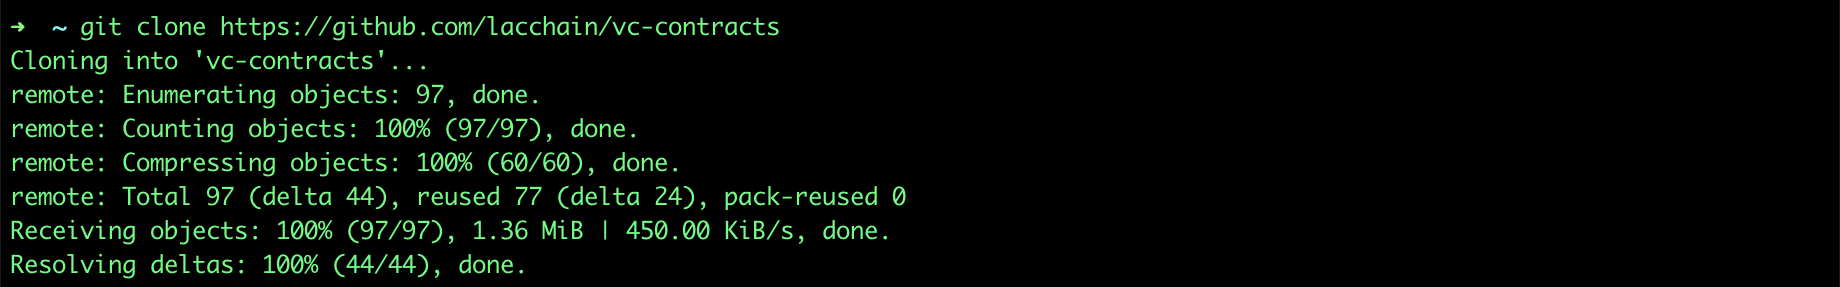 ➜  ~ git clone https://github.com/lacchain/vc-contracts
Cloning into 'vc-contracts'...
remote: Enumerating objects: 97, done.
remote: Counting objects: 100% (97/97), done.
remote: Compressing objects: 100% (60/60), done.
remote: Total 97 (delta 44), reused 77 (delta 24), pack-reused 0
Receiving objects: 100% (97/97), 1.36 MiB | 450.00 KiB/s, done.
Resolving deltas: 100% (44/44), done.